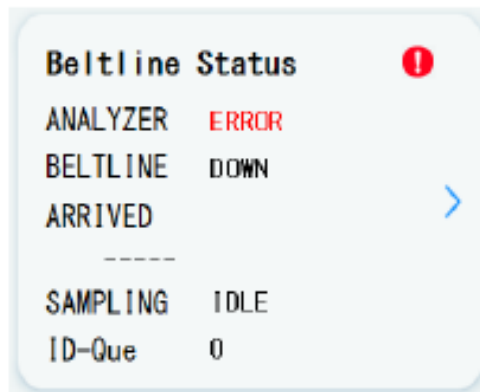 Beltline Status
ANALYZER ERROR
BELTLINE DOWN
ARRIVED
-----
SAMPLING IDLE
ID-Que 0